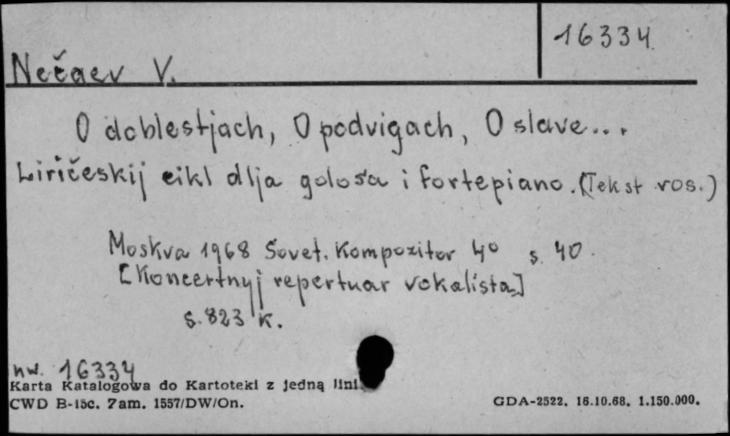 16334
Nečaev V.
O doblestjach, O podvigach, O slave...
Liričeskij cikl dlja golosa i fortepiano. (Tekst ros.)
Moskva 1968 Sovet. Kompozitor 4° s. 40
[Koncertnyj repertuar vokalista]
s. 823 K.
nw. 16334
Karta Katalogowa do Kartoteki z jedną lini
CWD B-15c. Zam. 1557/DW/On.
GDA-2522. 16.10.68. 1.150.000.